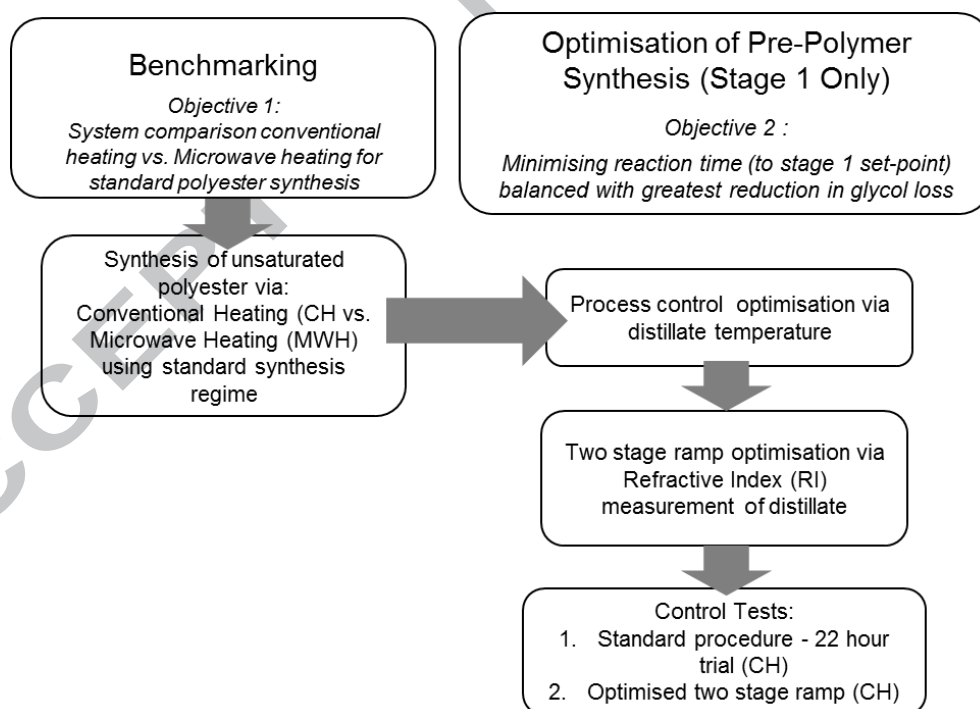 Benchmarking
Objective 1:
System comparison conventional
heating vs. Microwave heating for
standard polyester synthesis
Optimisation of Pre-Polymer
Synthesis (Stage 1 Only)
Objective 2 :
Minimising reaction time (to stage 1 set-point)
balanced with greatest reduction in glycol loss
Synthesis of unsaturated
polyester via:
Conventional Heating (CH vs.
Microwave Heating (MWH)
using standard synthesis
regime
Process control optimisation via
distillate temperature
Two stage ramp optimisation via
Refractive Index (RI)
measurement of distillate
Control Tests:
1. Standard procedure - 22 hour
trial (CH)
2. Optimised two stage ramp (CH)